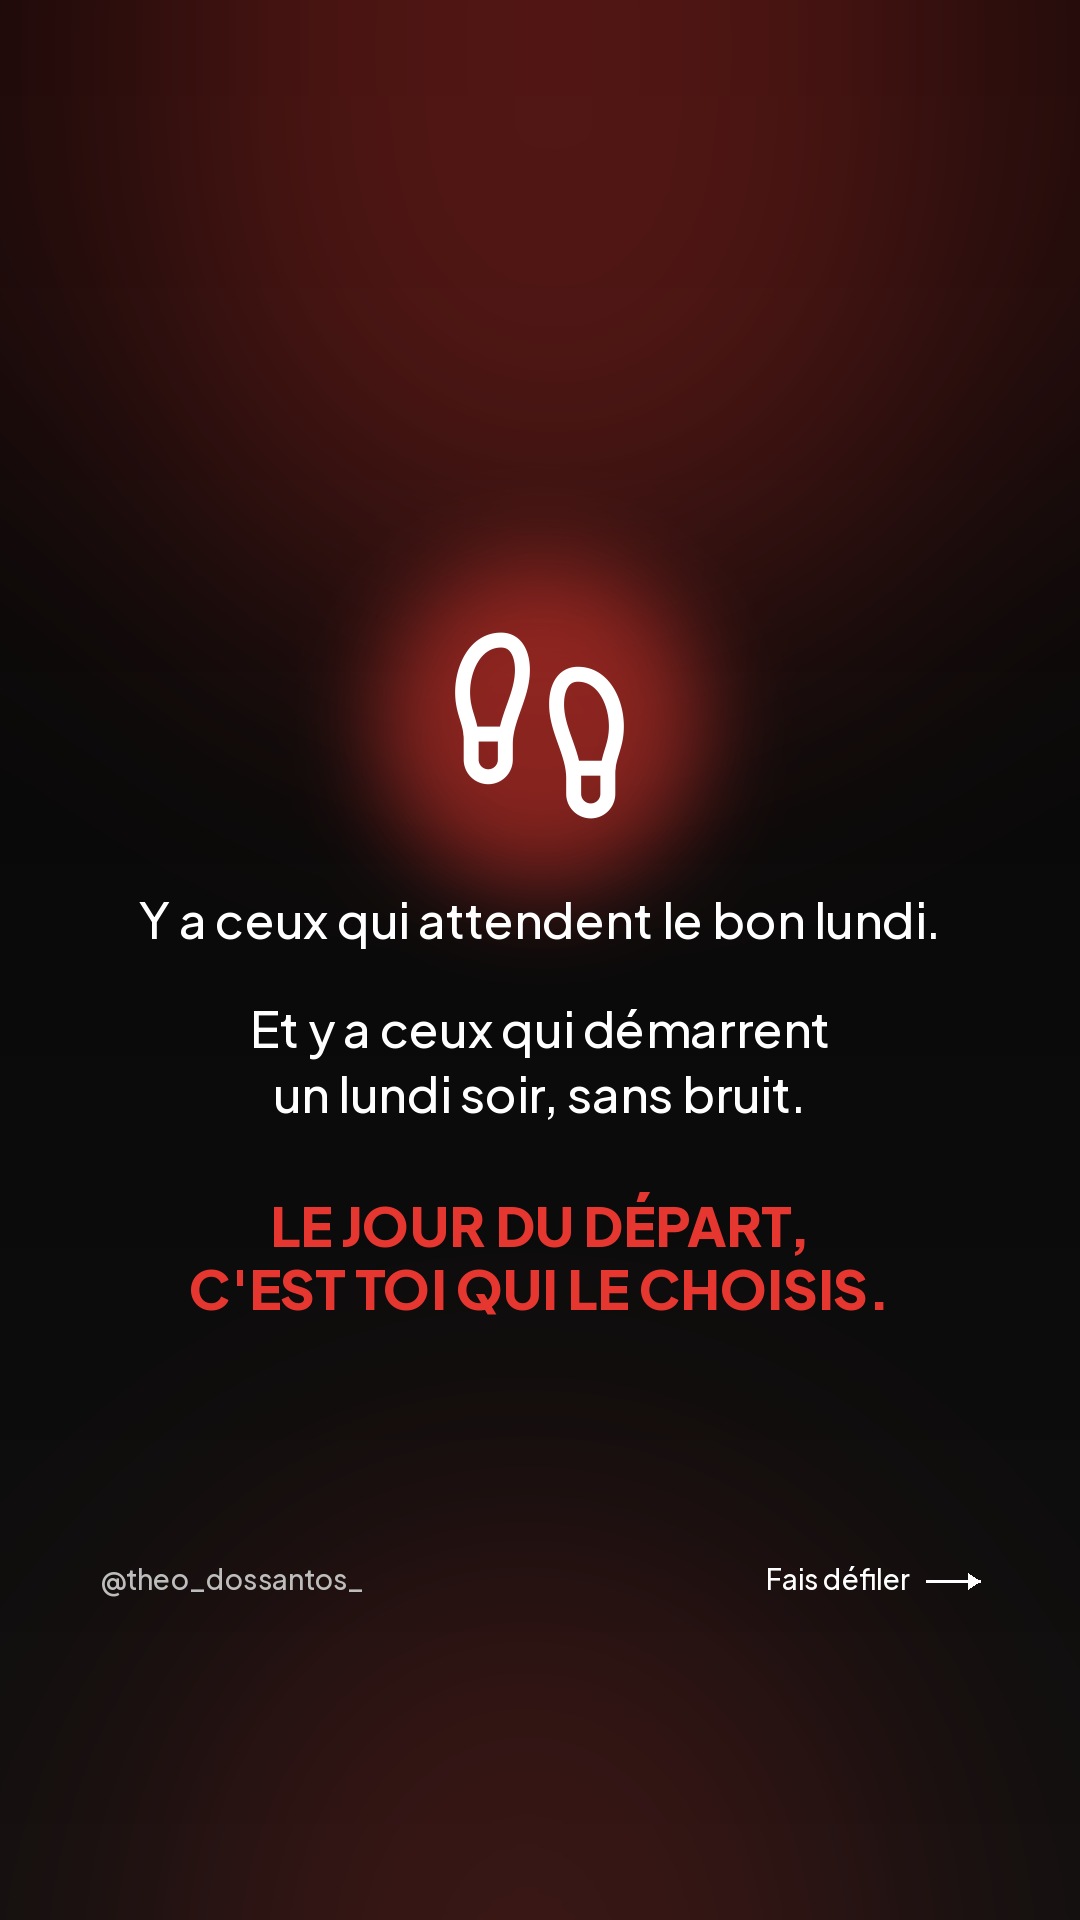 Y a ceux qui attendent le bon lundi.
Et y a ceux qui démarrent
un lundi soir, sans bruit.
LE JOUR DU DÉPART,
C'EST TOI QUI LE CHOISIS.
@theo_dossantos_
Fais défiler